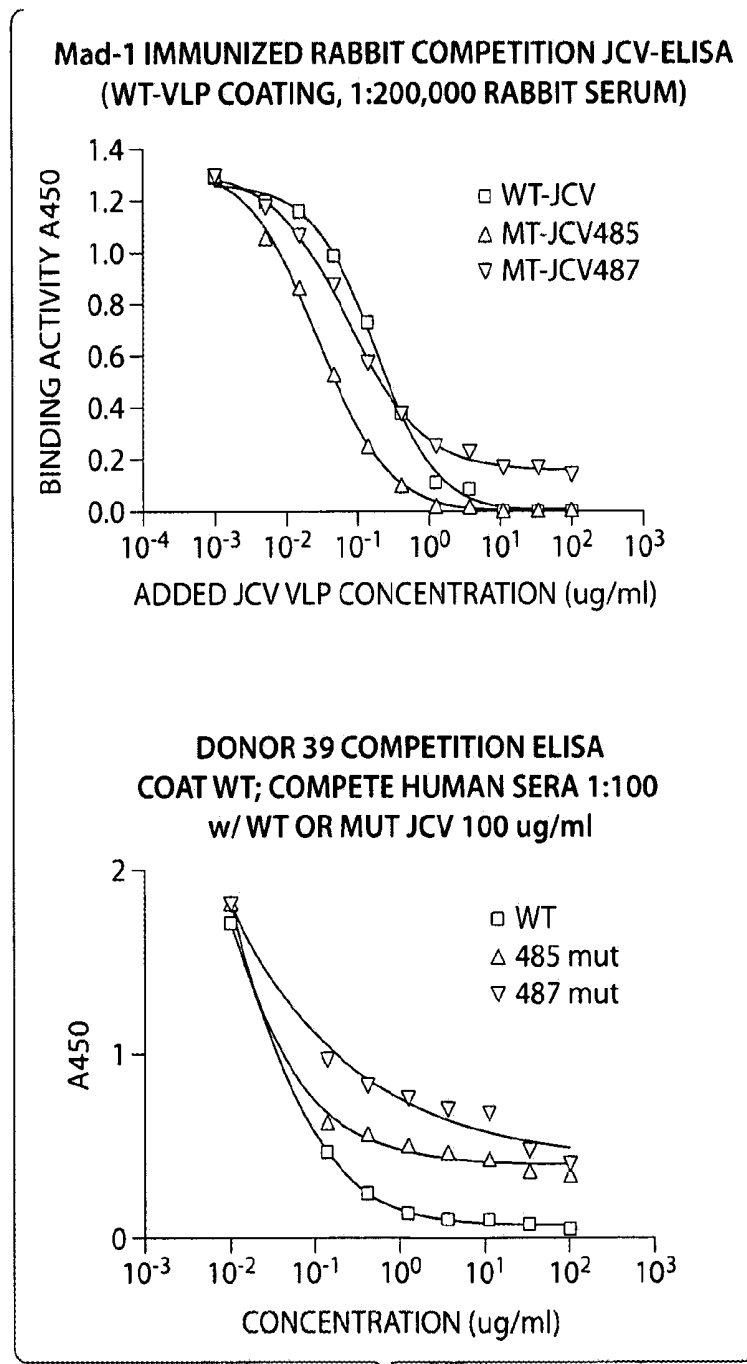 Mad-1 IMMUNIZED RABBIT COMPETITION JCV-ELISA
(WT-VLP COATING, 1:200,000 RABBIT SERUM)
1.4
1.2
1.0
0.8
0.6
0.4
0.2
0.0
BINDING ACTIVITY A450
WT-JCV
MT-JCV485
MT-JCV487
10-4 10-3 10-2 10-1 100 101 102 103
ADDED JCV VLP CONCENTRATION (ug/ml)
DONOR 39 COMPETITION ELISA
COAT WT; COMPETE HUMAN SERA 1:100
w/ WT OR MUT JCV 100 ug/ml
2
1
0
A450
WT
485 mut
487 mut
10-3 10-2 10-1 100 101 102 103
CONCENTRATION (ug/ml)